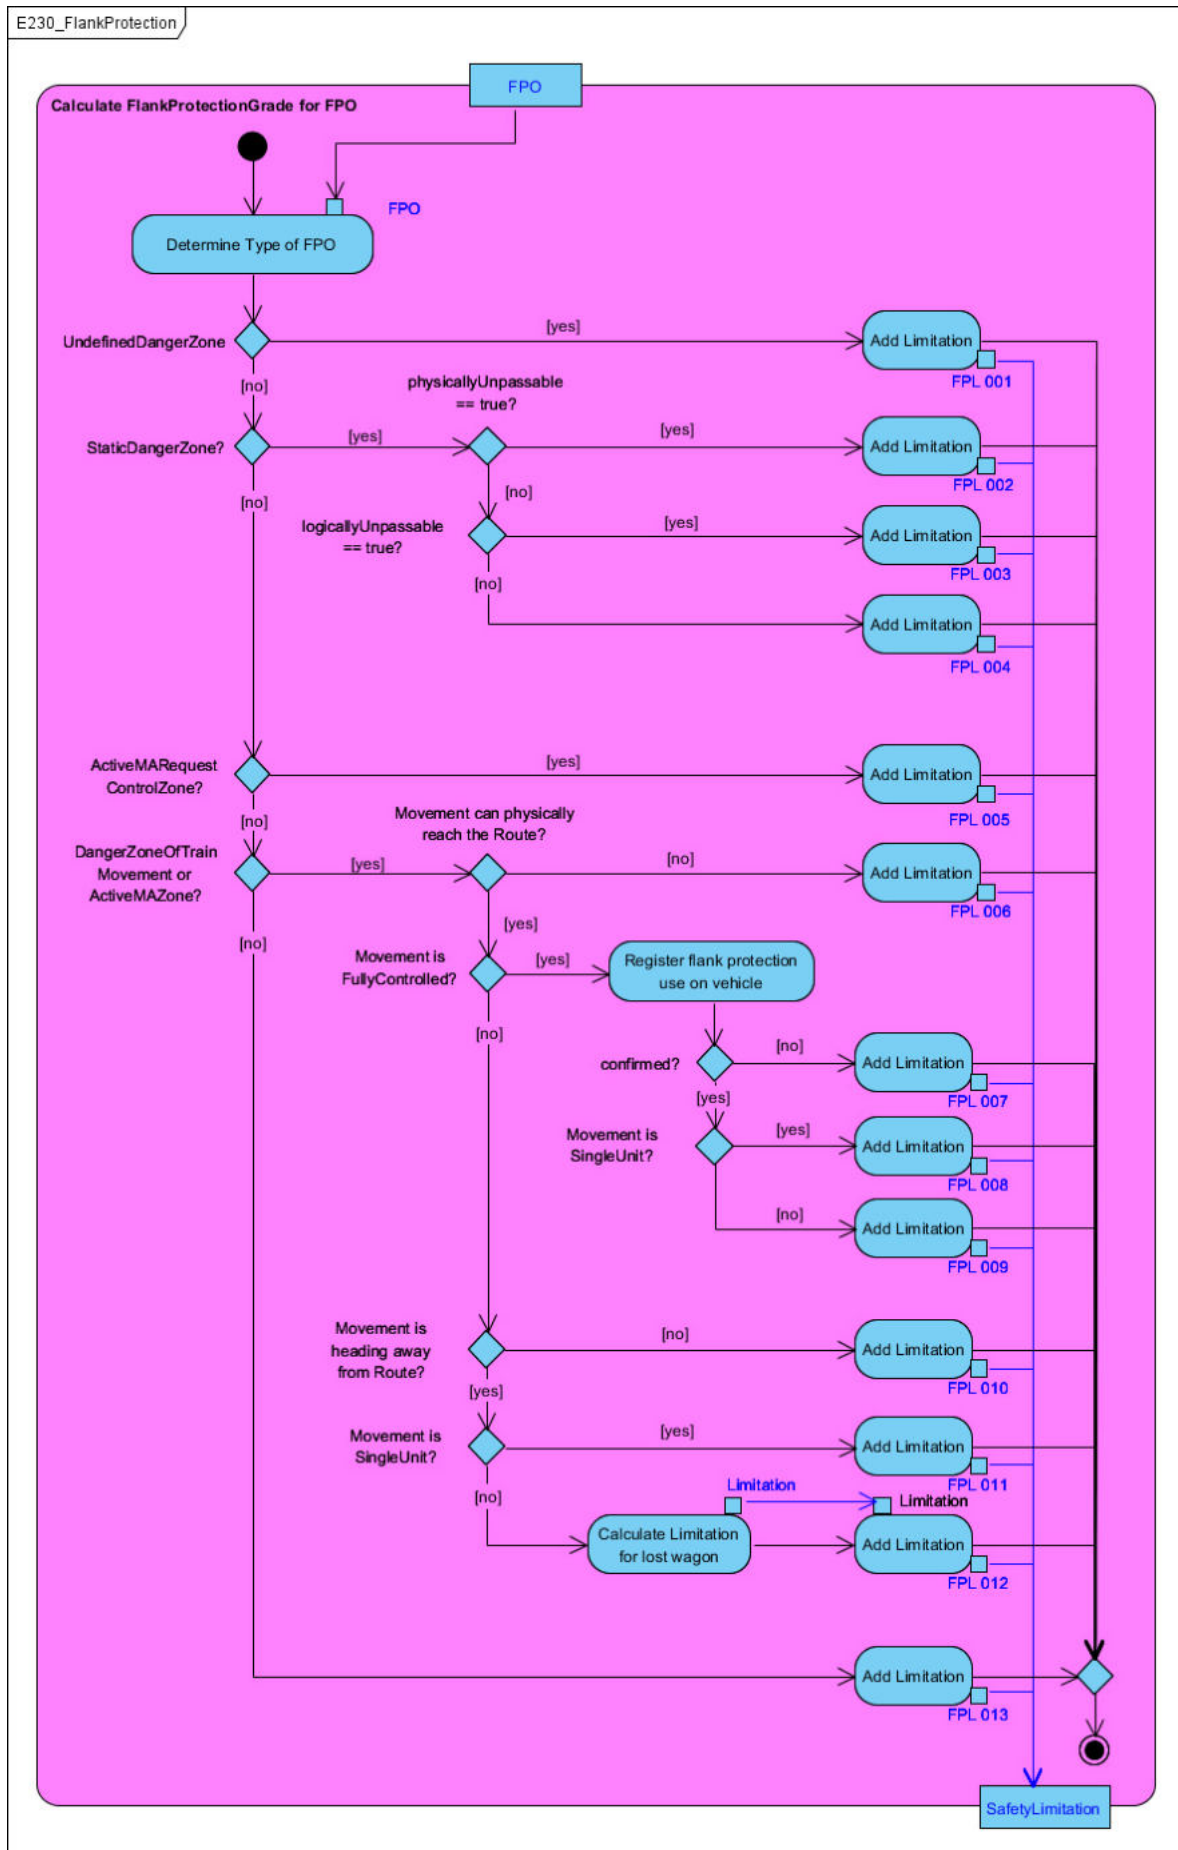 E230_FlankProtection
FPO
Calculate FlankProtectionGrade for FPO
FPO
Determine Type of FPO
UndefinedDangerZone
[yes]
Add Limitation
FPL 001
[no]
physicallyUnpassable
== true?
StaticDangerZone?
[yes]
[yes]
Add Limitation
FPL 002
[no]
[no]
logicallyUnpassable
== true?
[yes]
Add Limitation
FPL 003
[no]
Add Limitation
FPL 004
ActiveMARequest
ControlZone?
[yes]
Add Limitation
FPL 005
[no]
Movement can physically
reach the Route?
DangerZoneOfTrain
Movement or
ActiveMAZone?
[yes]
[no]
Add Limitation
FPL 006
[no]
[yes]
Movement is
FullyControlled?
[yes]
Register flank protection
use on vehicle
[no]
confirmed?
[no]
Add Limitation
FPL 007
[yes]
Movement is
SingleUnit?
[yes]
Add Limitation
FPL 008
[no]
Add Limitation
FPL 009
Movement is
heading away
from Route?
[no]
Add Limitation
FPL 010
[yes]
Movement is
SingleUnit?
[yes]
Add Limitation
FPL 011
[no]
Limitation
Limitation
Calculate Limitation
for lost wagon
Add Limitation
FPL 012
Add Limitation
FPL 013
SafetyLimitation